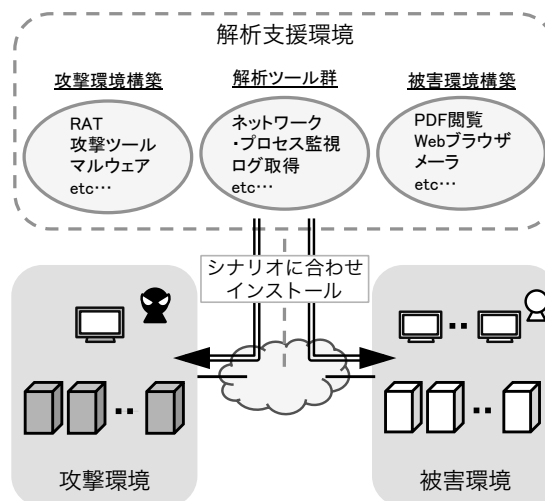 解析支援環境
攻撃環境構築
RAT
攻撃ツール
マルウェア
etc…
解析ツール群
ネットワーク
・プロセス監視
ログ取得
etc…
被害環境構築
PDF閲覧
Webブラウザ
メーラ
etc…
シナリオに合わせ
インストール
攻撃環境
被害環境